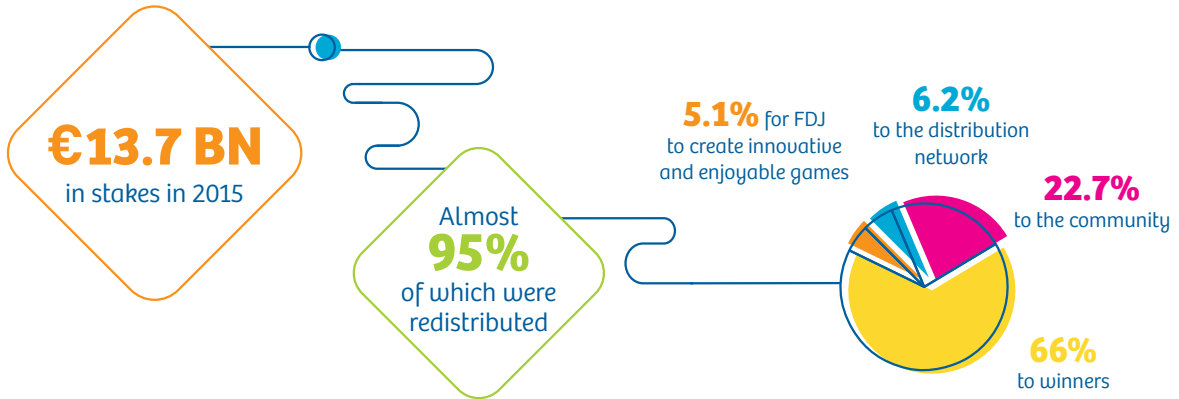 €13.7 BN
in stakes in 2015
Almost
95%
of which were
redistributed
5.1% for FDJ
to create innovative
and enjoyable games
6.2%
to the distribution
network
22.7%
to the community
66%
to winners